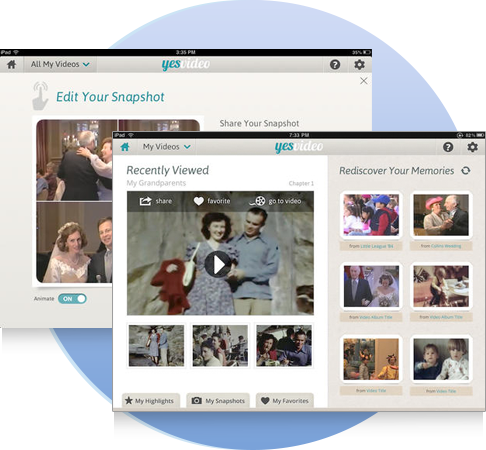 iPad
3:35 PM
35%
All My Videos
yesvideo
?
Edit Your Snapshot
Share Your Snapshot
Animate
ON
iPad
7:33 PM
82%
My Videos
yesvideo
?
Recently Viewed
My Grandparents
Chapter 1
share
favorite
go to video
My Highlights
My Snapshots
My Favorites
Rediscover Your Memories
from Little League '84
from Collins Wedding
from Video Album Title
from Video Album Title
from Video Title
from Video Title